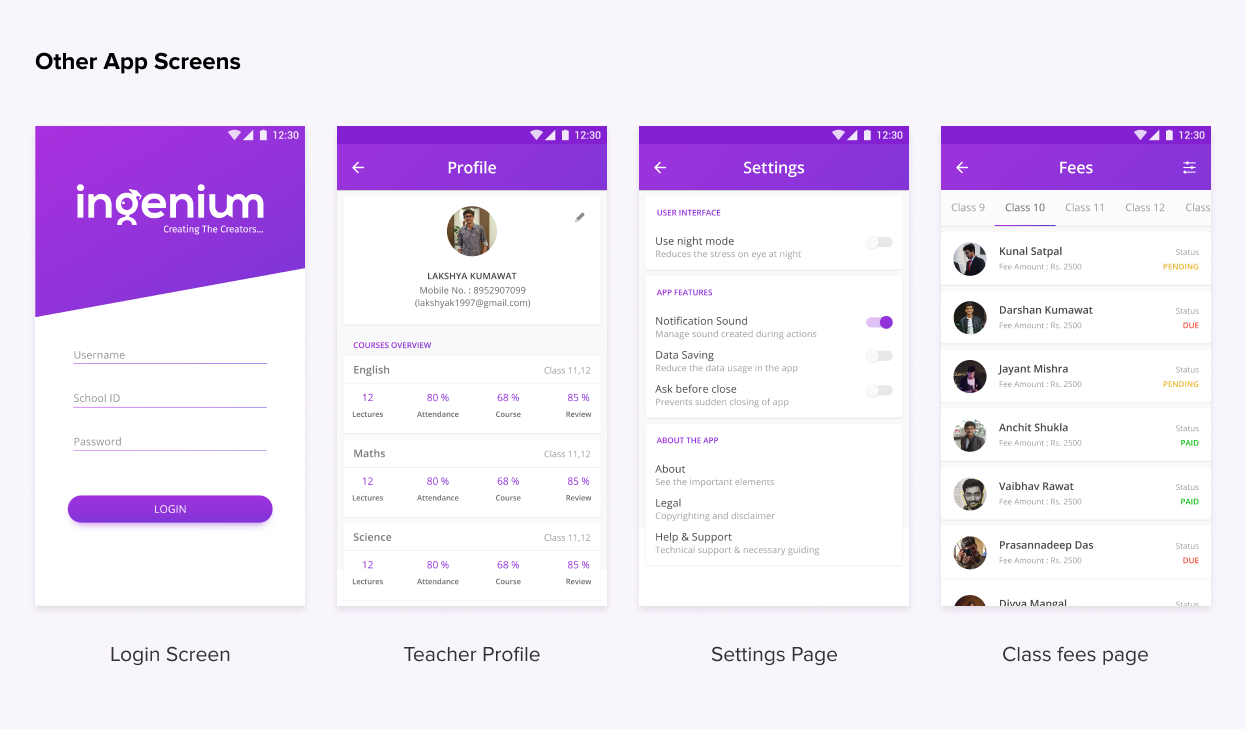 Other App Screens
12:30
ingenium
Creating The Creators...
Username
School ID
Password
LOGIN
Login Screen
12:30
Profile
LAKSHYA KUMAWAT
Mobile No. : 8952907099
(lakshyak1997@gmail.com)
COURSES OVERVIEW
English Class 11,12
12 80 % 68 % 85 %
Lectures Attendance Course Review
Maths Class 11,12
12 80 % 68 % 85 %
Lectures Attendance Course Review
Science Class 11,12
12 80 % 68 % 85 %
Lectures Attendance Course Review
Teacher Profile
12:30
Settings
USER INTERFACE
Use night mode
Reduces the stress on eye at night
APP FEATURES
Notification Sound
Manage sound created during actions
Data Saving
Reduce the data usage in the app
Ask before close
Prevents sudden closing of app
ABOUT THE APP
About
See the important elements
Legal
Copyrighting and disclaimer
Help & Support
Technical support & necessary guiding
Settings Page
12:30
Fees
Class 9 Class 10 Class 11 Class 12 Class
Kunal Satpal Status
Fee Amount : Rs. 2500 PENDING
Darshan Kumawat Status
Fee Amount : Rs. 2500 DUE
Jayant Mishra Status
Fee Amount : Rs. 2500 PENDING
Anchit Shukla Status
Fee Amount : Rs. 2500 PAID
Vaibhav Rawat Status
Fee Amount : Rs. 2500 PAID
Prasannadeep Das Status
Fee Amount : Rs. 2500 DUE
Divya Mangal Status
Class fees page